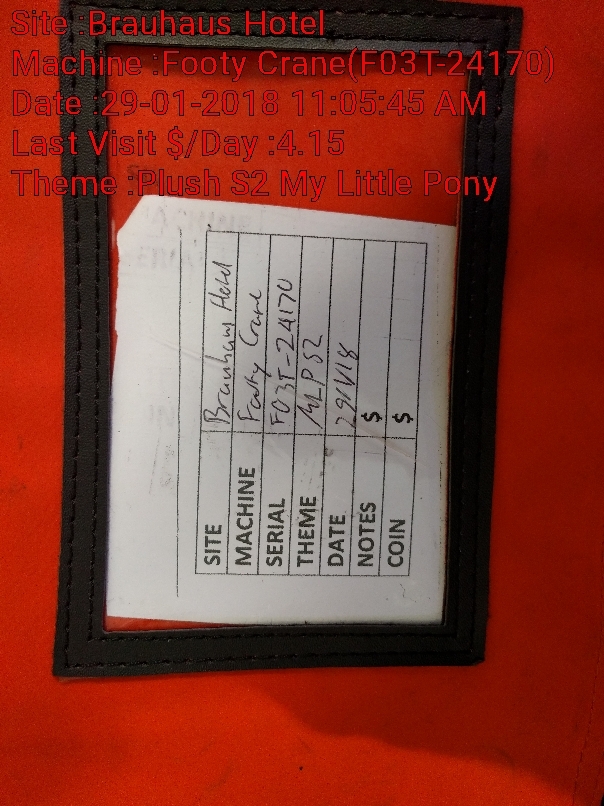 Site :Brauhaus Hotel
Machine :Footy Crane(F03T-24170)
Date :29-01-2018 11:05:45 AM
Last Visit $/Day :4.15
Theme :Plush S2 My Little Pony
SITE Brauhaus Hotel
MACHINE Footy Crane
SERIAL F03T-24170
THEME MLP S2
DATE 29/1/18
NOTES $
COIN $